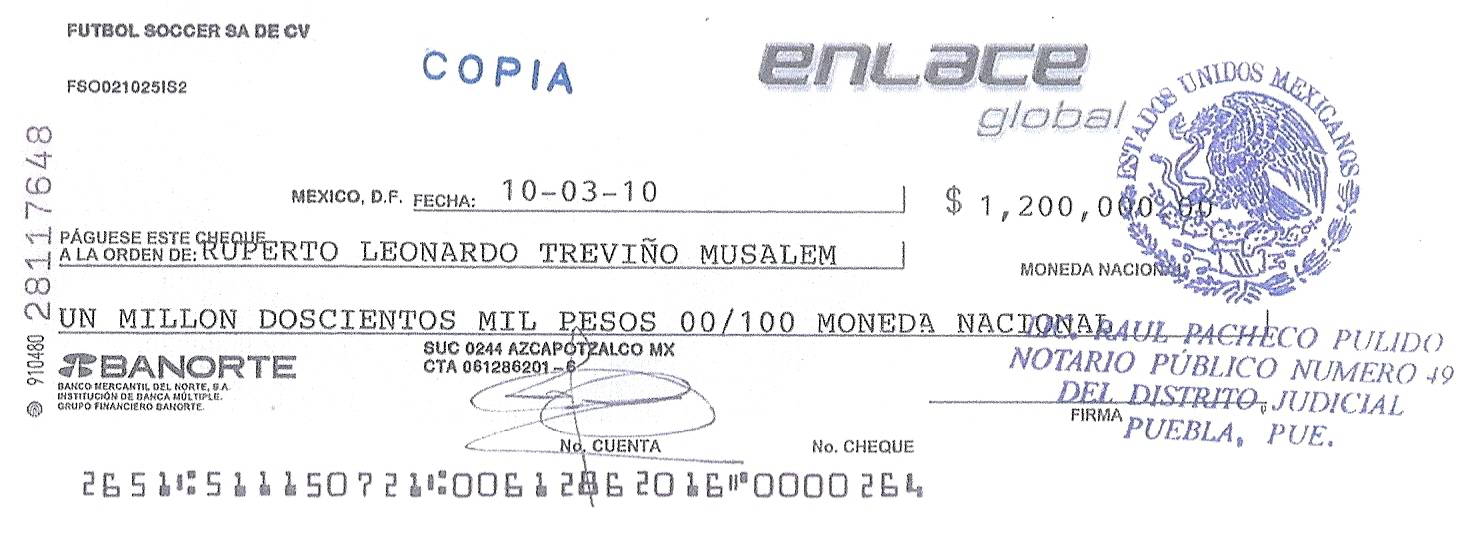 FUTBOL SOCCER SA DE CV
COPIA
enlace
global
FSO021025IS2
ESTADOS UNIDOS MEXICANOS
910480 28117648
MEXICO, D.F. FECHA: 10-03-10
$ 1,200,000.00
PÁGUESE ESTE CHEQUE
A LA ORDEN DE: RUPERTO LEONARDO TREVIÑO MUSALEM
MONEDA NACIONAL
UN MILLON DOSCIENTOS MIL PESOS 00/100 MONEDA NACIONAL
LIC. RAUL PACHECO PULIDO
NOTARIO PÚBLICO NUMERO 49
DEL DISTRITO JUDICIAL
PUEBLA, PUE.
BANORTE
BANCO MERCANTIL DEL NORTE, S.A.
INSTITUCIÓN DE BANCA MÚLTIPLE.
GRUPO FINANCIERO BANORTE.
SUC 0244 AZCAPOTZALCO MX
CTA 061286201-6
FIRMA
No. CUENTA
No. CHEQUE
2651⑆511150721⑆00612862016⑈0000264